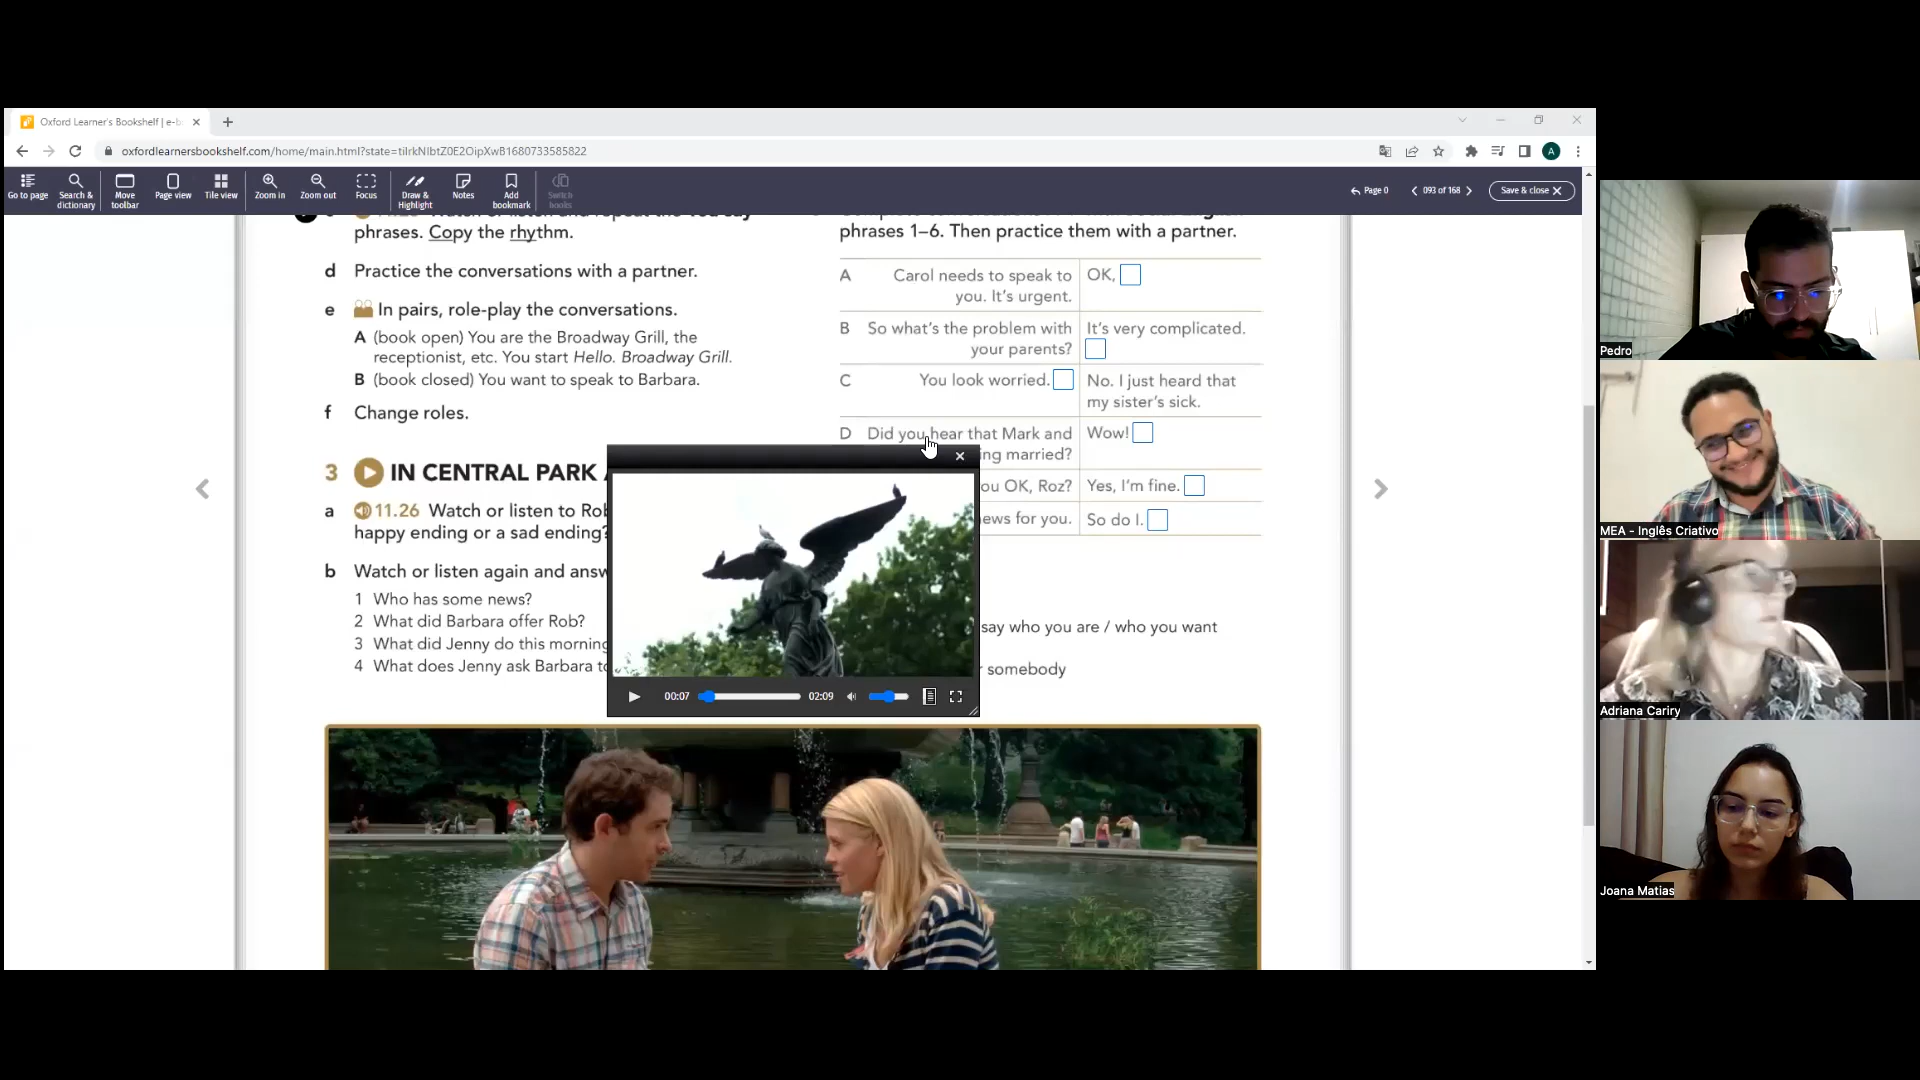 Oxford Learner's Bookshelf | e-b
oxfordlearnersbookshelf.com/home/main.html?state=tiIrkNIbtZ0E2OipXwB1680733585822
A
Go to page
Search & dictionary
Move toolbar
Page view
Tile view
Zoom in
Zoom out
Focus
Draw & Highlight
Notes
Add bookmark
Switch books
Page 0
093 of 168
Save & close
phrases. Copy the rhythm.
d Practice the conversations with a partner.
e In pairs, role-play the conversations.
A (book open) You are the Broadway Grill, the
receptionist, etc. You start Hello. Broadway Grill.
B (book closed) You want to speak to Barbara.
f Change roles.
3 IN CENTRAL PARK
a 11.26 Watch or listen to Rob
happy ending or a sad ending?
b Watch or listen again and answ
1 Who has some news?
2 What did Barbara offer Rob?
3 What did Jenny do this morning
4 What does Jenny ask Barbara to
phrases 1–6. Then practice them with a partner.
A Carol needs to speak to OK,
you. It's urgent.
B So what's the problem with It's very complicated.
your parents?
C You look worried. No. I just heard that
my sister's sick.
D Did you hear that Mark and Wow!
ing married?
ou OK, Roz? Yes, I'm fine.
ews for you. So do I.
say who you are / who you want
somebody
00:07 02:09
Pedro
MEA - Inglês Criativo
Adriana Cariry
Joana Matias